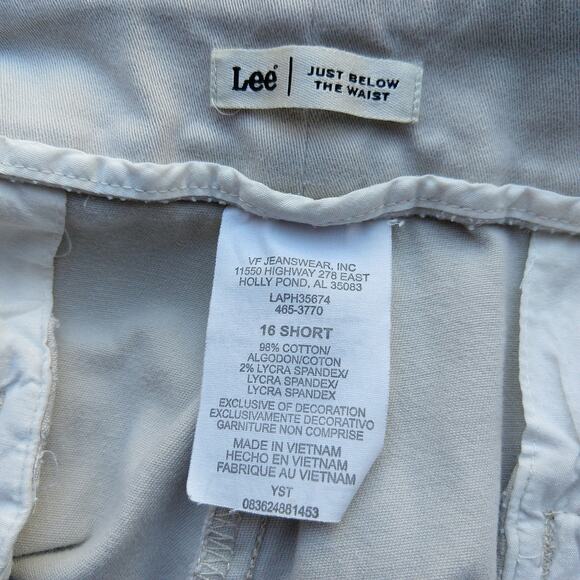 Lee | JUST BELOW
THE WAIST
VF JEANSWEAR, INC
11550 HIGHWAY 278 EAST
HOLLY POND, AL 35083
LAPH35674
465-3770
16 SHORT
98% COTTON/
ALGODON/COTON
2% LYCRA SPANDEX/
LYCRA SPANDEX/
LYCRA SPANDEX
EXCLUSIVE OF DECORATION
EXCLUSIVAMENTE DECORATIVO
GARNITURE NON COMPRISE
MADE IN VIETNAM
HECHO EN VIETNAM
FABRIQUE AU VIETNAM
YST
083624881453